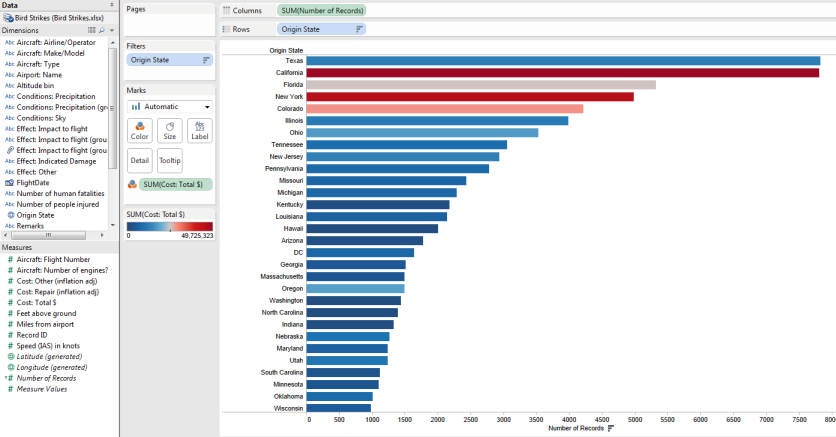 Data
Bird Strikes (Bird Strikes.xlsx)
Dimensions
Abc Aircraft: Airline/Operator
Abc Aircraft: Make/Model
Abc Aircraft: Type
Abc Airport: Name
Abc Altitude bin
Abc Conditions: Precipitation
Abc Conditions: Precipitation (gr
Abc Conditions: Sky
Abc Effect: Impact to flight
Abc Effect: Impact to flight (grou
Effect: Impact to flight (grou
Abc Effect: Indicated Damage
Abc Effect: Other
FlightDate
Abc Number of human fatalities
Abc Number of people injured
Origin State
Abc Remarks
Measures
# Aircraft: Flight Number
# Aircraft: Number of engines?
# Cost: Other (inflation adj)
# Cost: Repair (inflation adj)
# Cost: Total $
# Feet above ground
# Miles from airport
# Record ID
# Speed (IAS) in knots
Latitude (generated)
Longitude (generated)
# Number of Records
# Measure Values
Pages
Filters
Origin State
Marks
Automatic
Color Size Abc 123 Label
Detail Tooltip
SUM(Cost: Total $)
SUM(Cost: Total $)
0 49,725,323
Columns SUM(Number of Records)
Rows Origin State
Origin State
Texas
California
Florida
New York
Colorado
Illinois
Ohio
Tennessee
New Jersey
Pennsylvania
Missouri
Michigan
Kentucky
Louisiana
Hawaii
Arizona
DC
Georgia
Massachusetts
Oregon
Washington
North Carolina
Indiana
Nebraska
Maryland
Utah
South Carolina
Minnesota
Oklahoma
Wisconsin
0 500 1000 1500 2000 2500 3000 3500 4000 4500 5000 5500 6000 6500 7000 7500 800
Number of Records